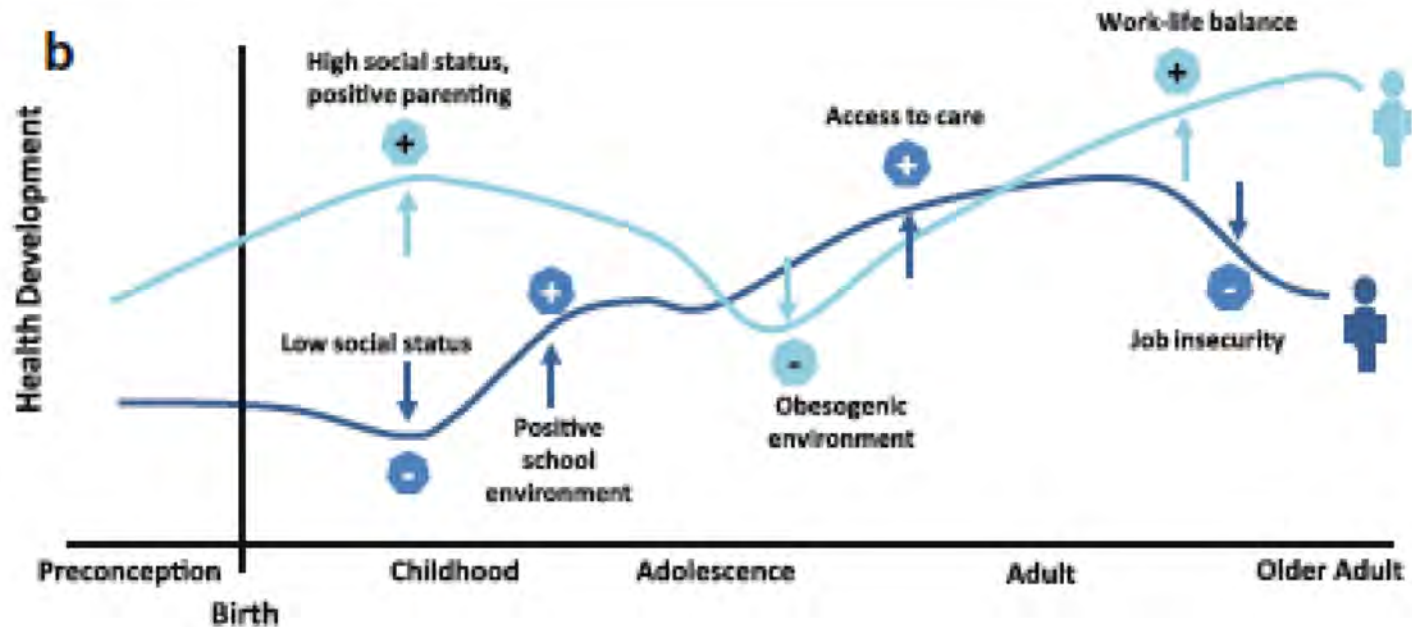 b
Health Development
High social status,
positive parenting
+
Low social status
-
+
Positive
school
environment
Access to care
+
-
Obesogenic
environment
Work-life balance
+
-
Job insecurity
Preconception
Birth
Childhood
Adolescence
Adult
Older Adult